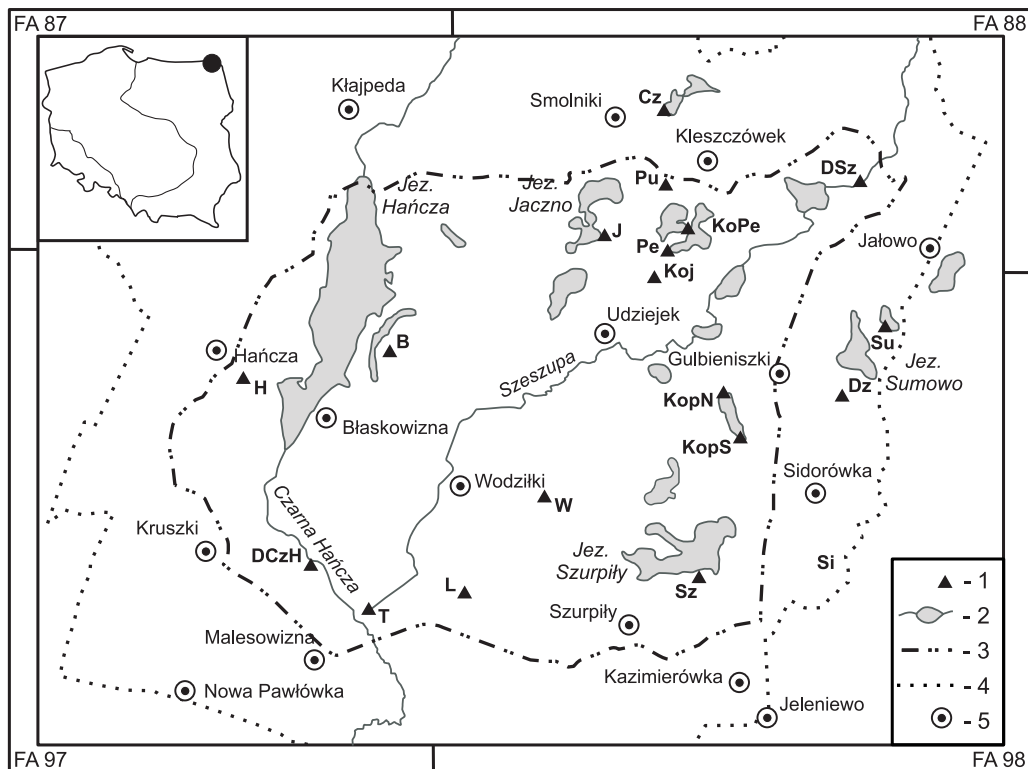 FA 87
FA 88
Kłajpeda
Smolniki
Cz
Kleszczówek
DSz
Pu
Jez.
Hańcza
Jez.
Jaczno
J
KoPe
Pe
Koj
Jałowo
Udziejek
Su
Jez.
Sumowo
Hańcza
H
B
Szeszupa
Gulbieniszki
Dz
KopN
Błaskowizna
KopS
Wodziłki
W
Sidorówka
Czarna Hańcza
Kruszki
DCzH
Jez.
Szurpiły
Si
L
Sz
T
Szurpiły
Malesowizna
Kazimierówka
Nowa Pawłówka
Jeleniewo
- 1
- 2
- 3
- 4
- 5
FA 97
FA 98